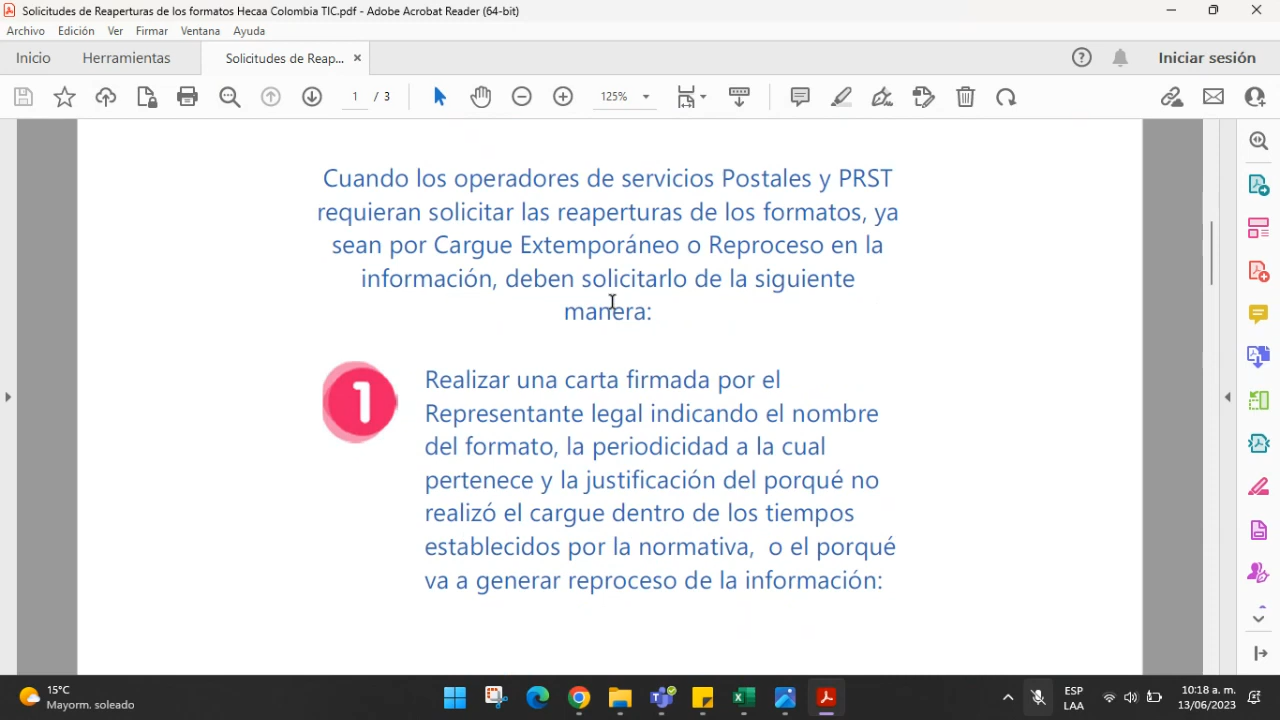 Solicitudes de Reaperturas de los formatos Hecaa Colombia TIC.pdf - Adobe Acrobat Reader (64-bit)
Archivo Edición Ver Firmar Ventana Ayuda
Inicio Herramientas Solicitudes de Reap... × Iniciar sesión
1 / 3 125%
Cuando los operadores de servicios Postales y PRST
requieran solicitar las reaperturas de los formatos, ya
sean por Cargue Extemporáneo o Reproceso en la
información, deben solicitarlo de la siguiente
manera:
1
Realizar una carta firmada por el
Representante legal indicando el nombre
del formato, la periodicidad a la cual
pertenece y la justificación del porqué no
realizó el cargue dentro de los tiempos
establecidos por la normativa, o el porqué
va a generar reproceso de la información:
15°C
Mayorm. soleado
ESP
LAA
10:18 a. m.
13/06/2023